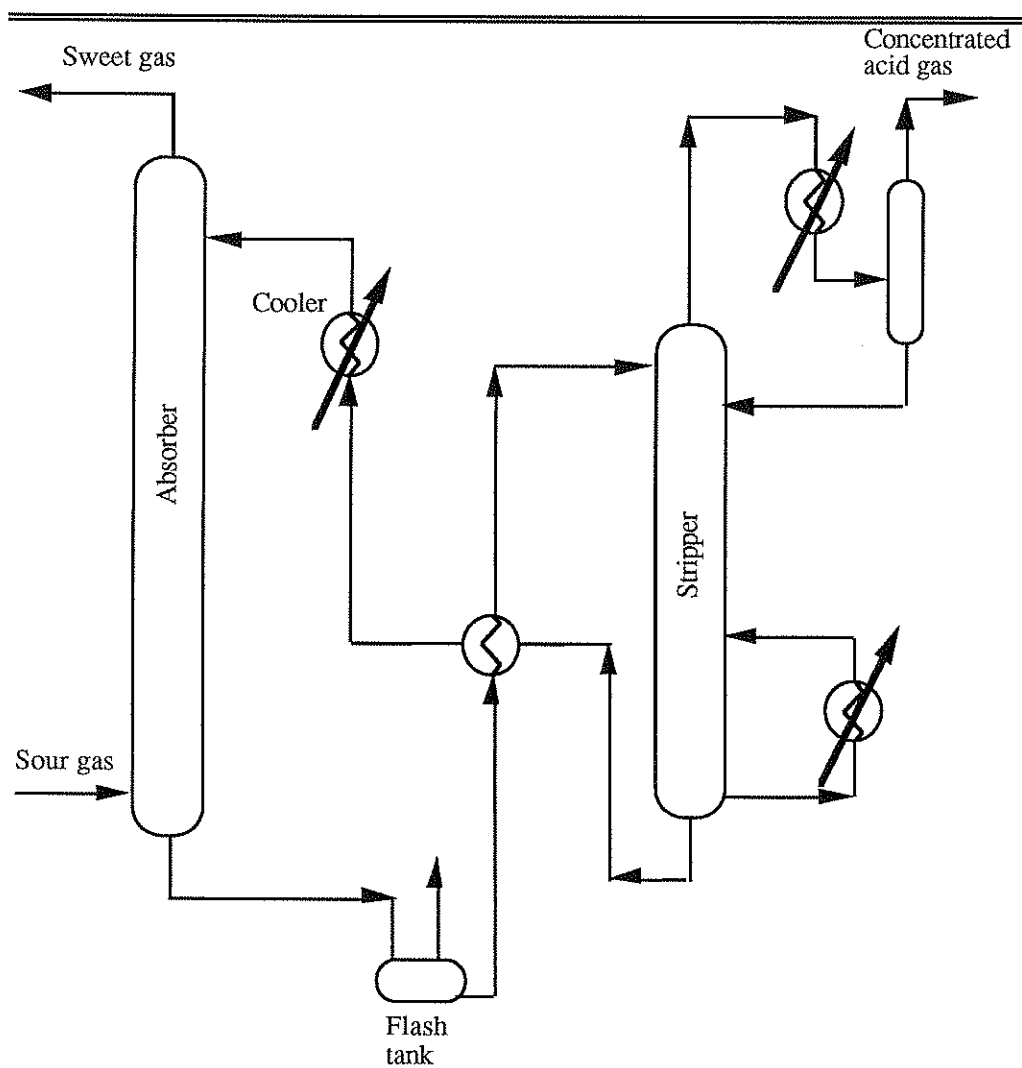 Sweet gas
Concentrated
acid gas
Cooler
Absorber
Stripper
Sour gas
Flash
tank